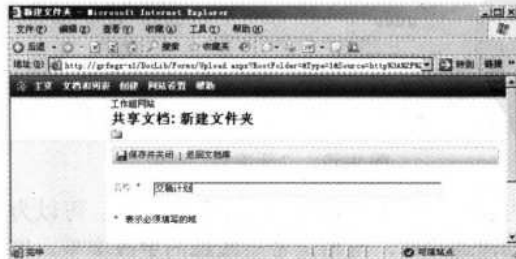 新建文件夹 - Microsoft Internet Explorer
文件(F) 编辑(E) 查看(V) 收藏(A) 工具(T) 帮助(H)
后退 搜索 收藏夹
地址(D) 转到 链接 »
主页 文档和列表 创建 网站设置 帮助
工作组网站
共享文档: 新建文件夹
保存并关闭 | 返回文档库
名称 * 交稿计划
* 表示必须填写的域
完毕 可信站点